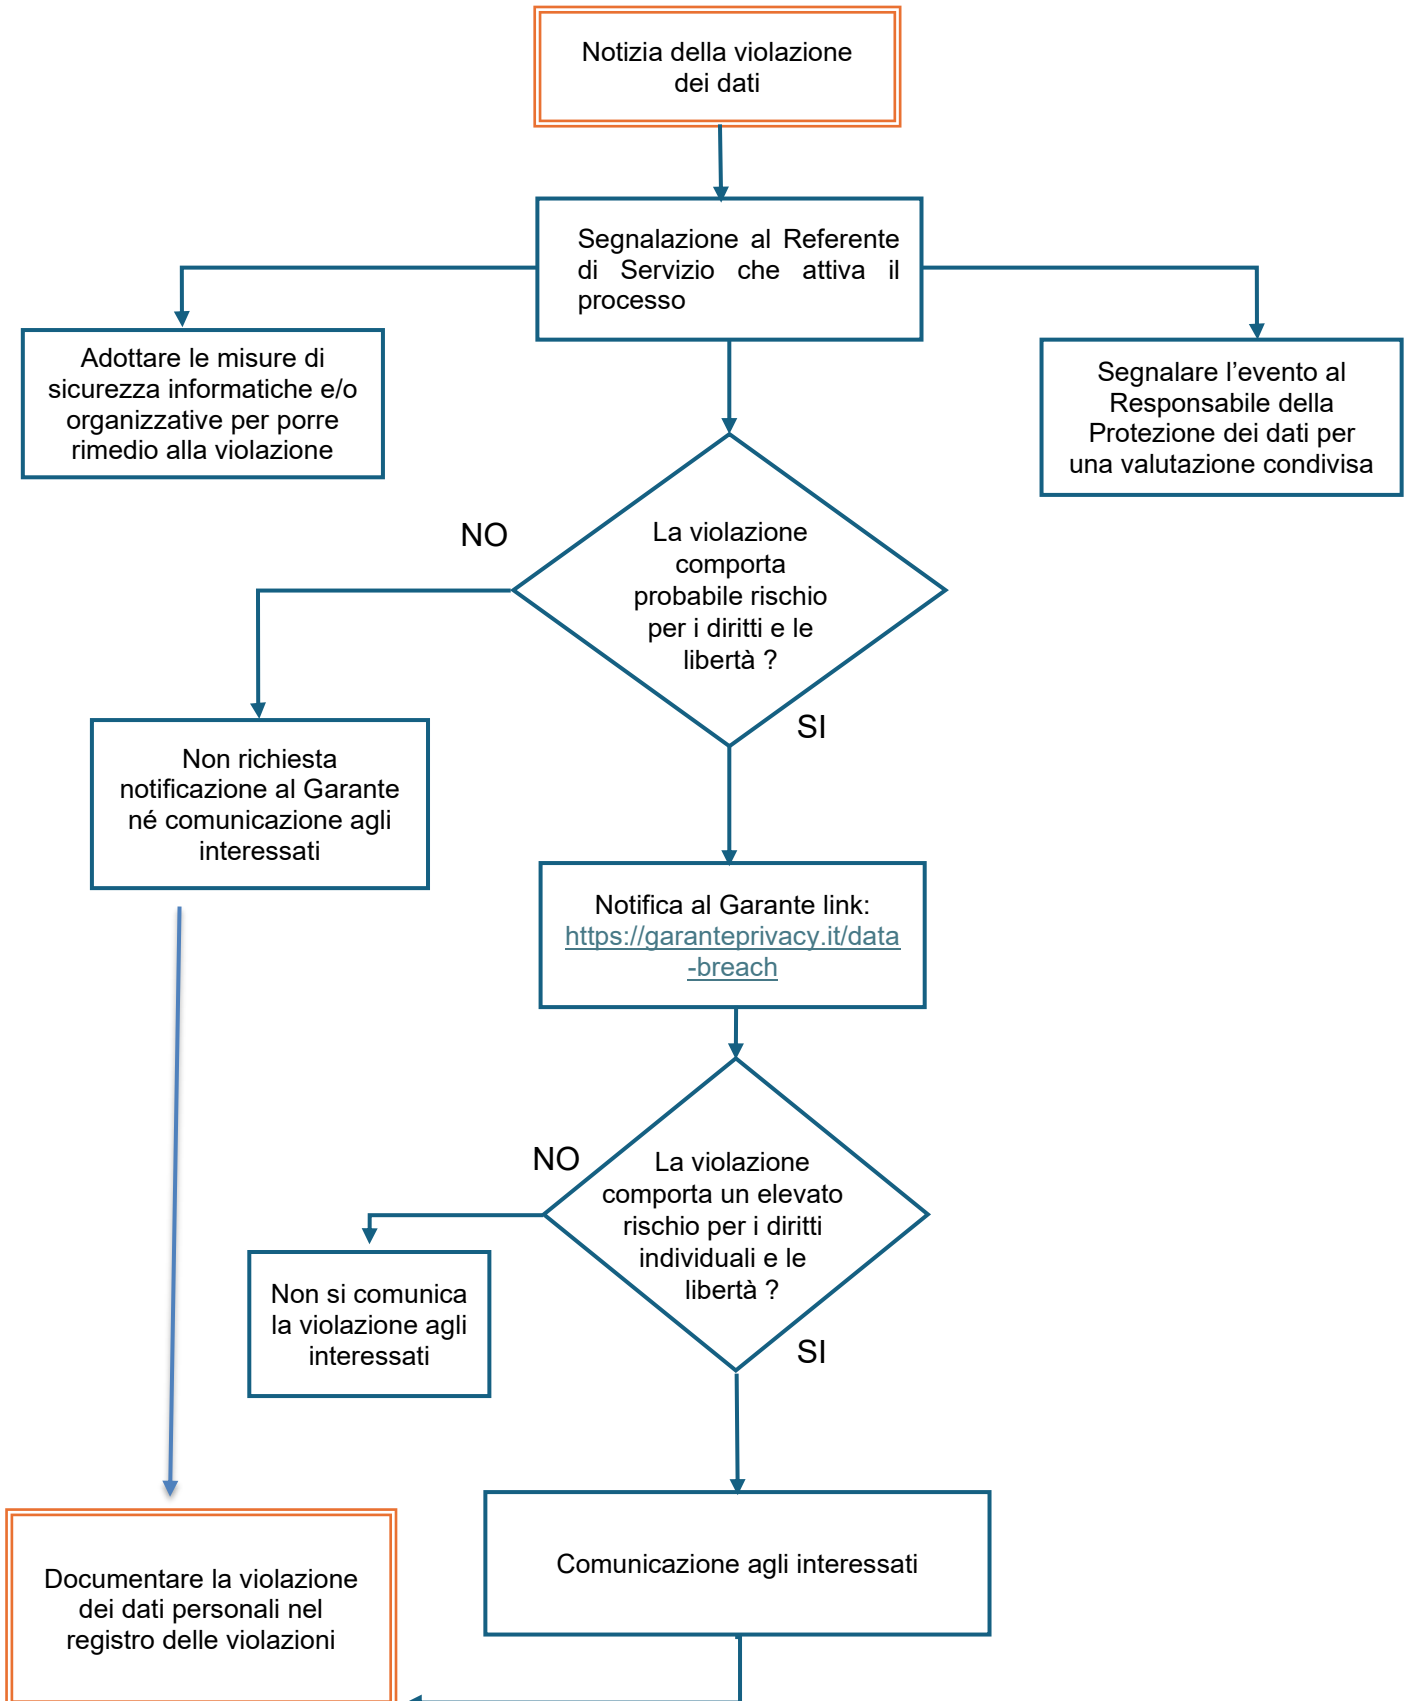 Notizia della violazione
dei dati
Segnalazione al Referente
di Servizio che attiva il
processo
Adottare le misure di
sicurezza informatiche e/o
organizzative per porre
rimedio alla violazione
Segnalare l’evento al
Responsabile della
Protezione dei dati per
una valutazione condivisa
NO
La violazione
comporta
probabile rischio
per i diritti e le
libertà ?
SI
Non richiesta
notificazione al Garante
né comunicazione agli
interessati
Notifica al Garante link:
https://garanteprivacy.it/data
-breach
NO
La violazione
comporta un elevato
rischio per i diritti
individuali e le
libertà ?
SI
Non si comunica
la violazione agli
interessati
Comunicazione agli interessati
Documentare la violazione
dei dati personali nel
registro delle violazioni